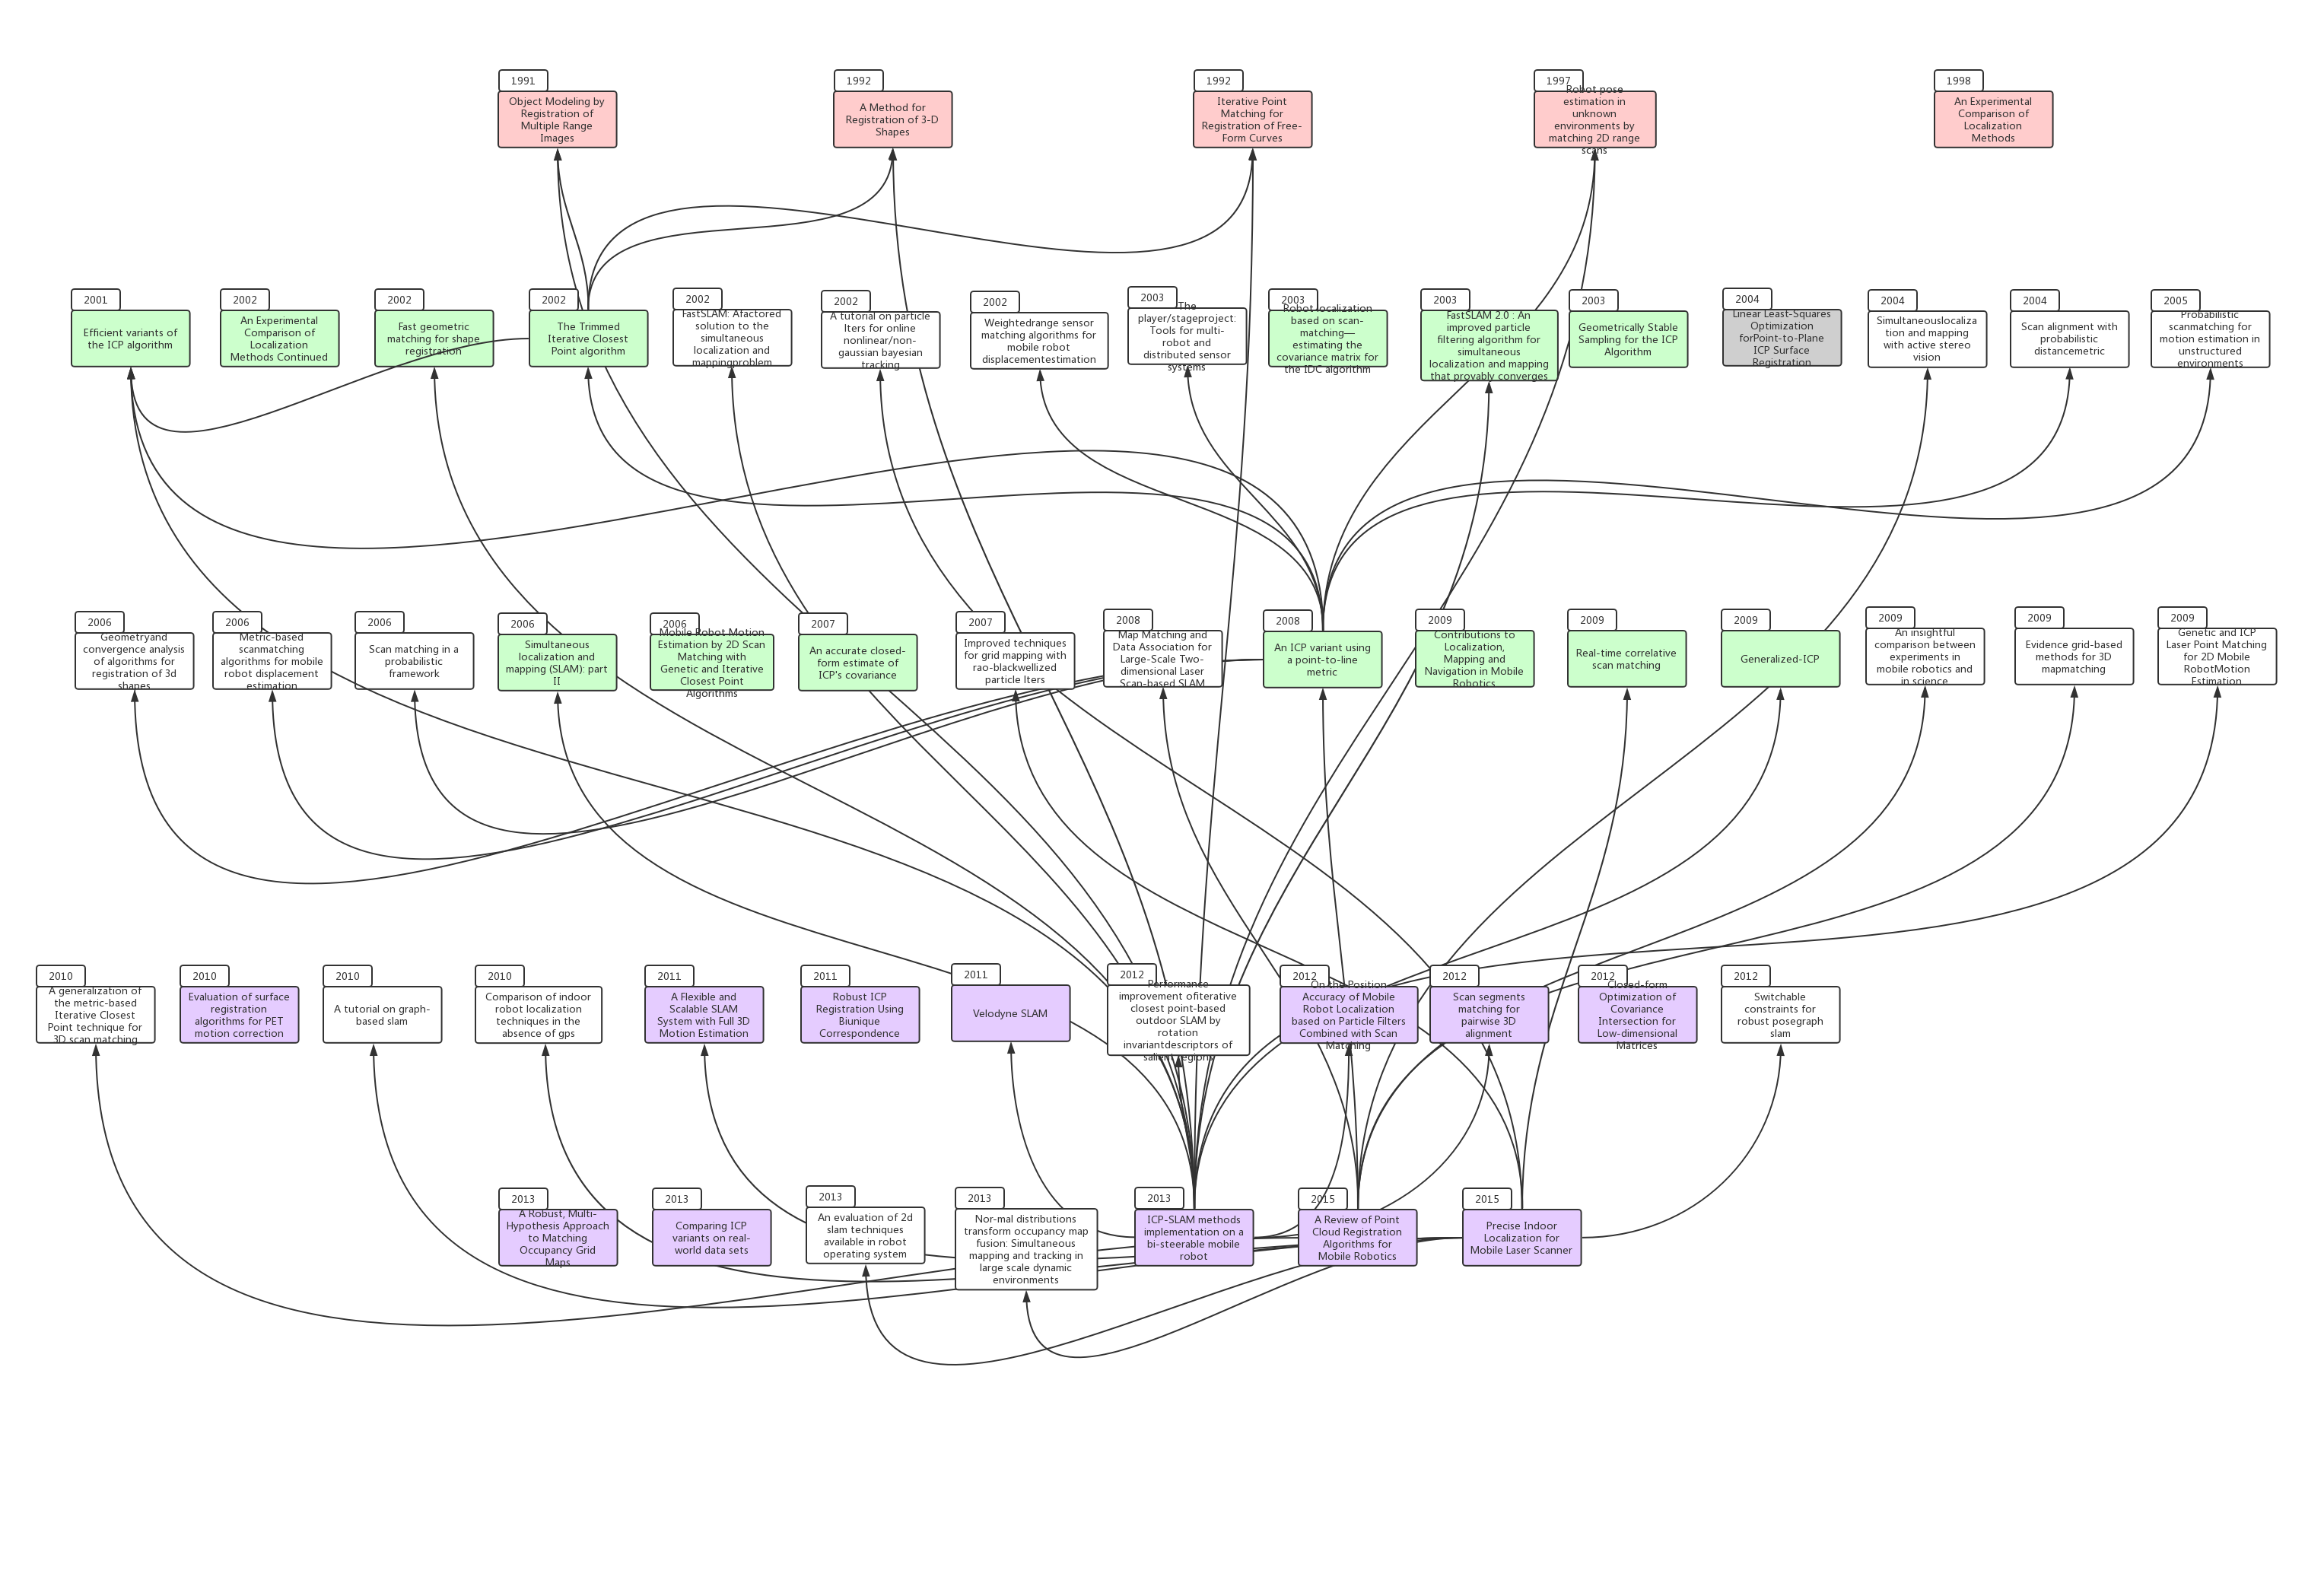 1991
Object Modeling by
Registration of
Multiple Range
Images
1992
A Method for
Registration of 3-D
Shapes
1992
Iterative Point
Matching for
Registration of Free-
Form Curves
1997
Robot pose
estimation in
unknown
environments by
matching 2D range
scans
1998
An Experimental
Comparison of
Localization
Methods
2001
Efficient variants of
the ICP algorithm
2002
An Experimental
Comparison of
Localization
Methods Continued
2002
Fast geometric
matching for shape
registration
2002
The Trimmed
Iterative Closest
Point algorithm
2002
FastSLAM: Afactored
solution to the
simultaneous
localization and
mappingproblem
2002
A tutorial on particle
lters for online
nonlinear/non-
gaussian bayesian
tracking
2002
Weightedrange sensor
matching algorithms for
mobile robot
displacementestimation
2003
The
player/stageproject:
Tools for multi-
robot and
distributed sensor
systems
2003
Robot localization
based on scan-
matching—
estimating the
covariance matrix for
the IDC algorithm
2003
FastSLAM 2.0 : An
improved particle
filtering algorithm for
simultaneous
localization and mapping
that provably converges
2003
Geometrically Stable
Sampling for the ICP
Algorithm
2004
Linear Least-Squares
Optimization
forPoint-to-Plane
ICP Surface
Registration
2004
Simultaneouslocaliza
tion and mapping
with active stereo
vision
2004
Scan alignment with
probabilistic
distancemetric
2005
Probabilistic
scanmatching for
motion estimation in
unstructured
environments
2006
Geometryand
convergence analysis
of algorithms for
registration of 3d
shapes
2006
Metric-based
scanmatching
algorithms for mobile
robot displacement
estimation
2006
Scan matching in a
probabilistic
framework
2006
Simultaneous
localization and
mapping (SLAM): part
II
2006
Mobile Robot Motion
Estimation by 2D Scan
Matching with
Genetic and Iterative
Closest Point
Algorithms
2007
An accurate closed-
form estimate of
ICP's covariance
2007
Improved techniques
for grid mapping with
rao-blackwellized
particle lters
2008
Map Matching and
Data Association for
Large-Scale Two-
dimensional Laser
Scan-based SLAM
2008
An ICP variant using
a point-to-line
metric
2009
Contributions to
Localization,
Mapping and
Navigation in Mobile
Robotics
2009
Real-time correlative
scan matching
2009
Generalized-ICP
2009
An insightful
comparison between
experiments in
mobile robotics and
in science
2009
Evidence grid-based
methods for 3D
mapmatching
2009
Genetic and ICP
Laser Point Matching
for 2D Mobile
RobotMotion
Estimation
2010
A generalization of
the metric-based
Iterative Closest
Point technique for
3D scan matching
2010
Evaluation of surface
registration
algorithms for PET
motion correction
2010
A tutorial on graph-
based slam
2010
Comparison of indoor
robot localization
techniques in the
absence of gps
2011
A Flexible and
Scalable SLAM
System with Full 3D
Motion Estimation
2011
Robust ICP
Registration Using
Biunique
Correspondence
2011
Velodyne SLAM
2012
Performance
improvement ofiterative
closest point-based
outdoor SLAM by
rotation
invariantdescriptors of
salient regions
2012
On the Position
Accuracy of Mobile
Robot Localization
based on Particle Filters
Combined with Scan
Matching
2012
Scan segments
matching for
pairwise 3D
alignment
2012
Closed-form
Optimization of
Covariance
Intersection for
Low-dimensional
Matrices
2012
Switchable
constraints for
robust posegraph
slam
2013
A Robust, Multi-
Hypothesis Approach
to Matching
Occupancy Grid
Maps
2013
Comparing ICP
variants on real-
world data sets
2013
An evaluation of 2d
slam techniques
available in robot
operating system
2013
Nor-mal distributions
transform occupancy map
fusion: Simultaneous
mapping and tracking in
large scale dynamic
environments
2013
ICP-SLAM methods
implementation on a
bi-steerable mobile
robot
2015
A Review of Point
Cloud Registration
Algorithms for
Mobile Robotics
2015
Precise Indoor
Localization for
Mobile Laser Scanner